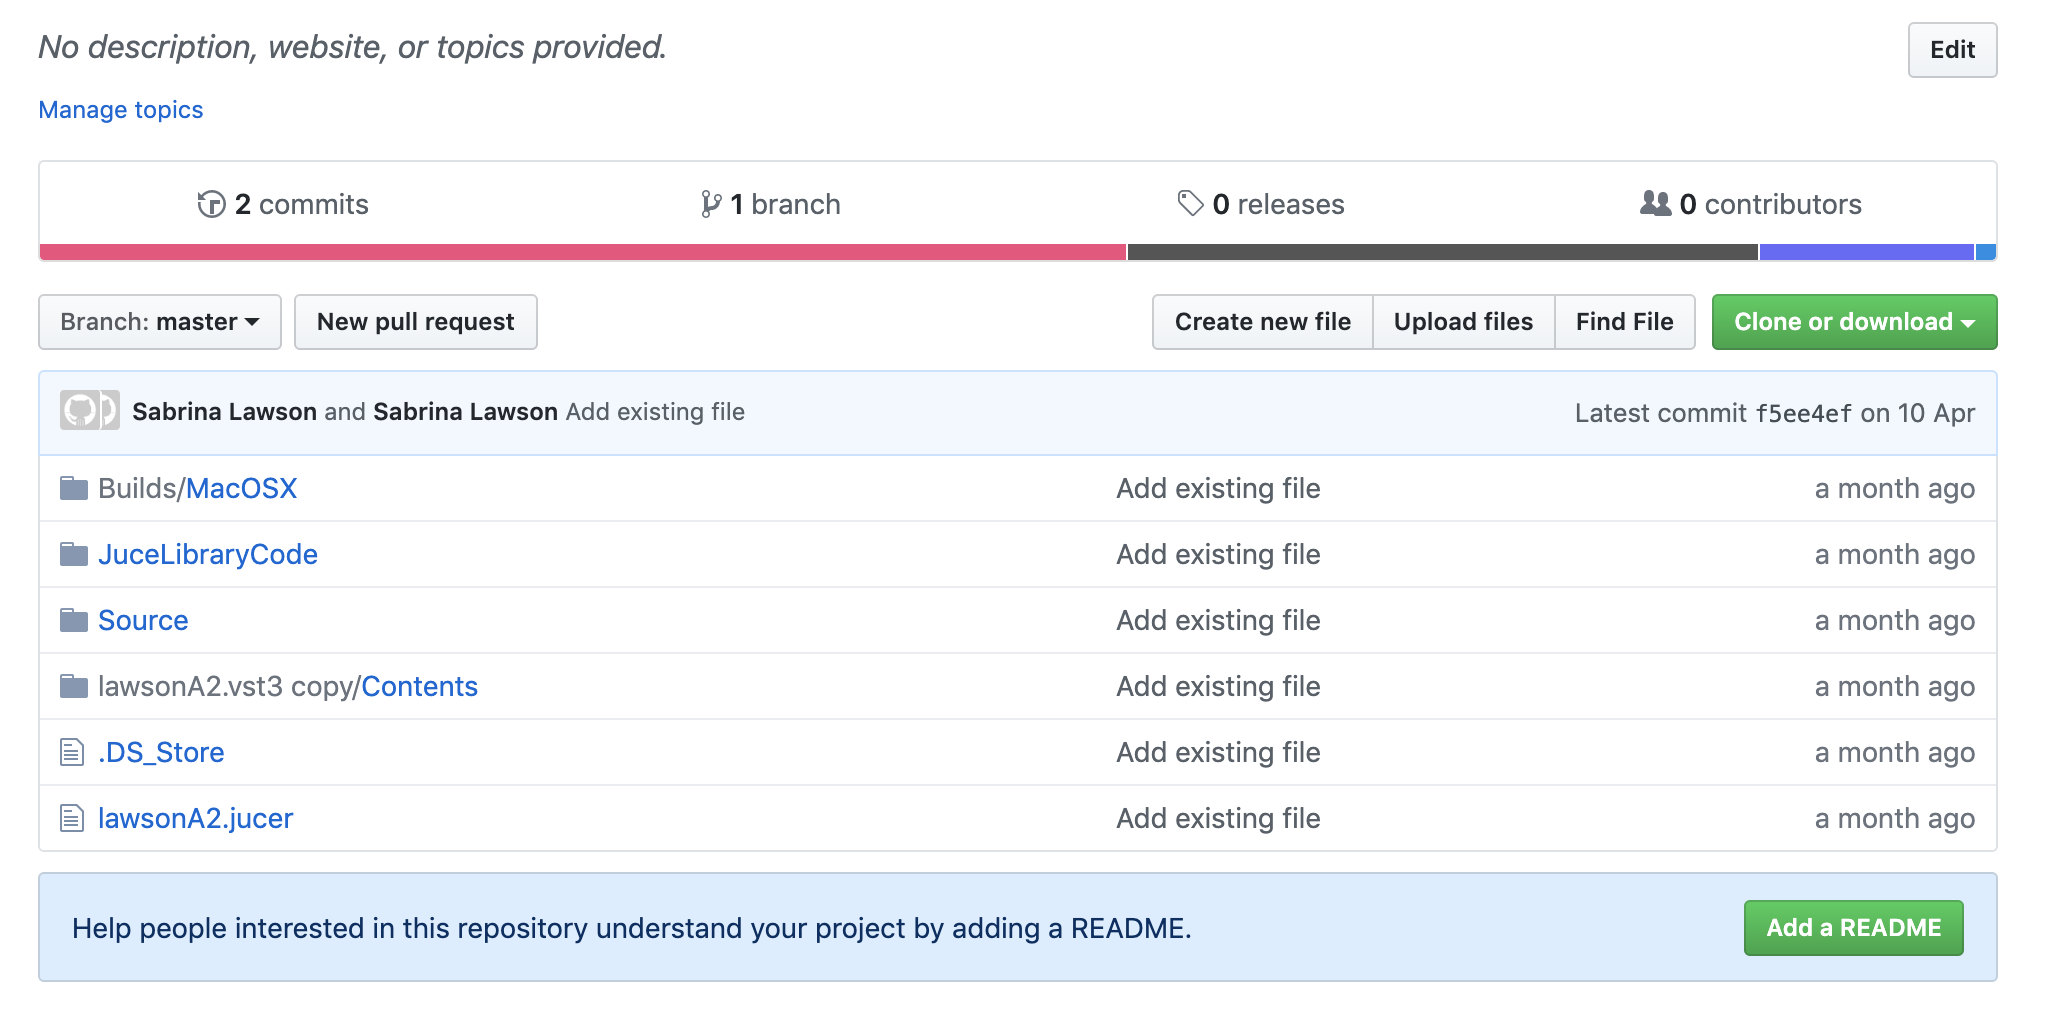 No description, website, or topics provided.
Edit
Manage topics
2 commits
1 branch
0 releases
0 contributors
Branch: master
New pull request
Create new file
Upload files
Find File
Clone or download
Sabrina Lawson and Sabrina Lawson Add existing file
Latest commit f5ee4ef on 10 Apr
Builds/MacOSX Add existing file a month ago
JuceLibraryCode Add existing file a month ago
Source Add existing file a month ago
lawsonA2.vst3 copy/Contents Add existing file a month ago
.DS_Store Add existing file a month ago
lawsonA2.jucer Add existing file a month ago
Help people interested in this repository understand your project by adding a README.
Add a README